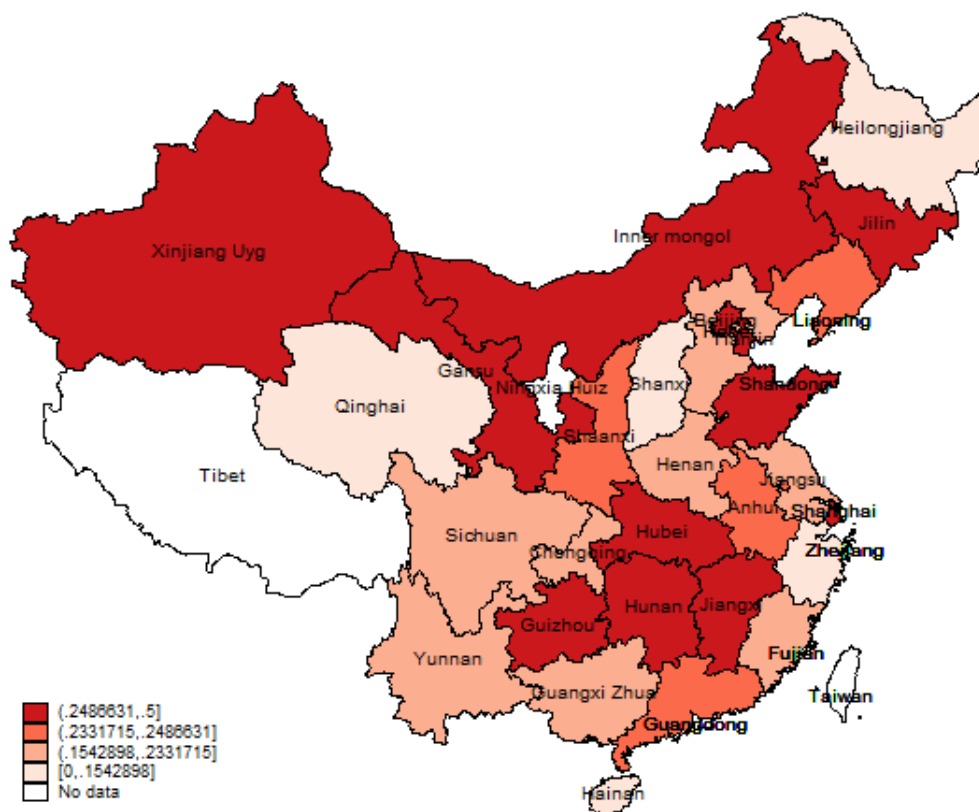 Heilongjiang
Jilin
Inner mongol
Xinjiang Uyg
Beijing
Hebei
Tianjin
Liaoning
Gansu
Ningxia Huiz
Shanxi
Shandong
Qinghai
Shaanxi
Henan
Jiangsu
Tibet
Anhui
Shanghai
Sichuan
Hubei
Chongqing
Zhejiang
Hunan
Jiangxi
Guizhou
Yunnan
Fujian
Guangxi Zhua
Taiwan
Guangdong
Hainan
(.2486631,.5]
(.2331715,.2486631]
(.1542898,.2331715]
[0,.1542898]
No data